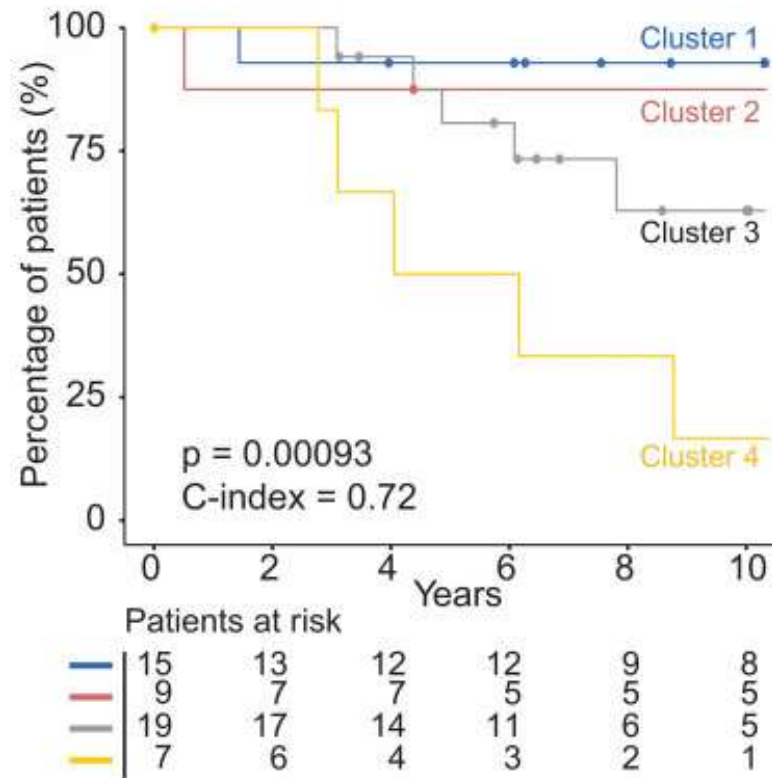 Percentage of patients (%)
100
75
50
25
0
Cluster 1
Cluster 2
Cluster 3
Cluster 4
p = 0.00093
C-index = 0.72
0 2 4 6 8 10
Years
Patients at risk
15 13 12 12 9 8
9 7 7 5 5 5
19 17 14 11 6 5
7 6 4 3 2 1